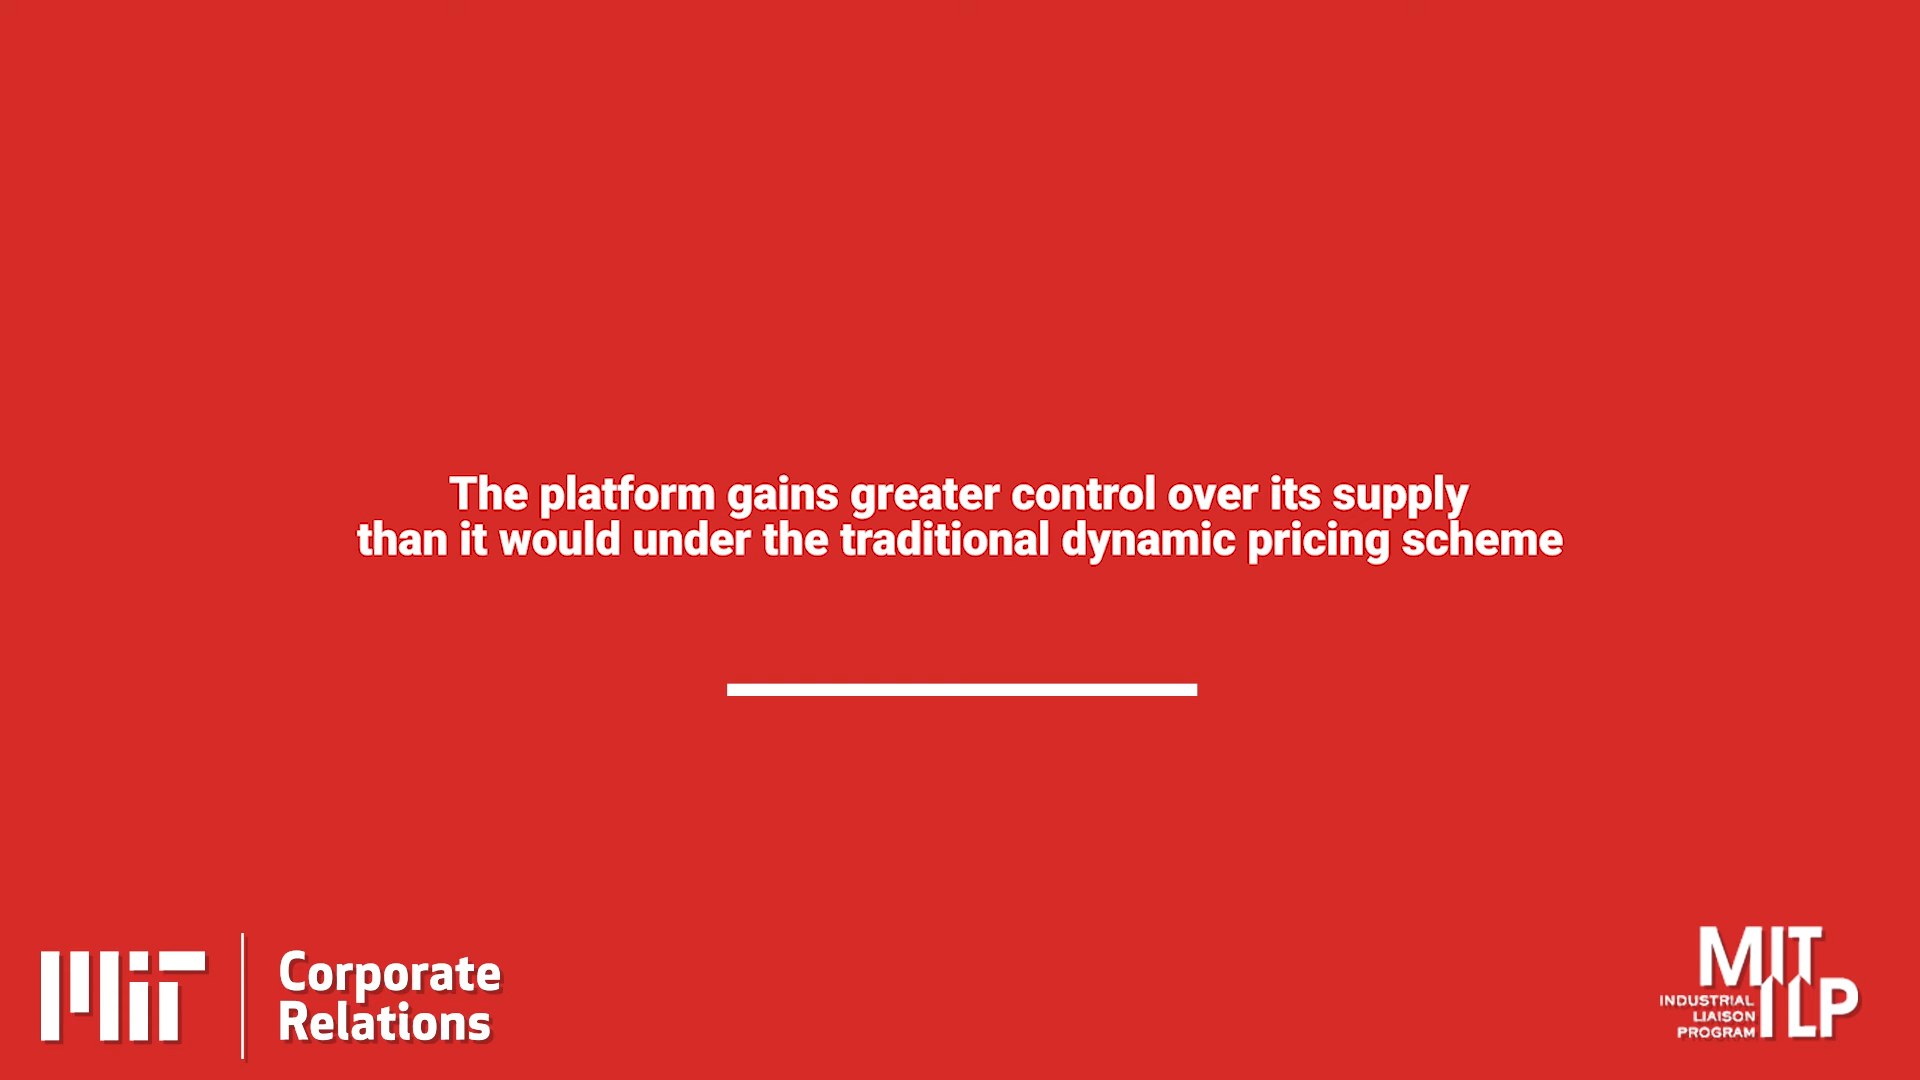 The platform gains greater control over its supply
than it would under the traditional dynamic pricing scheme
MIT
Corporate
Relations
MIT
ILP
INDUSTRIAL
LIAISON
PROGRAM